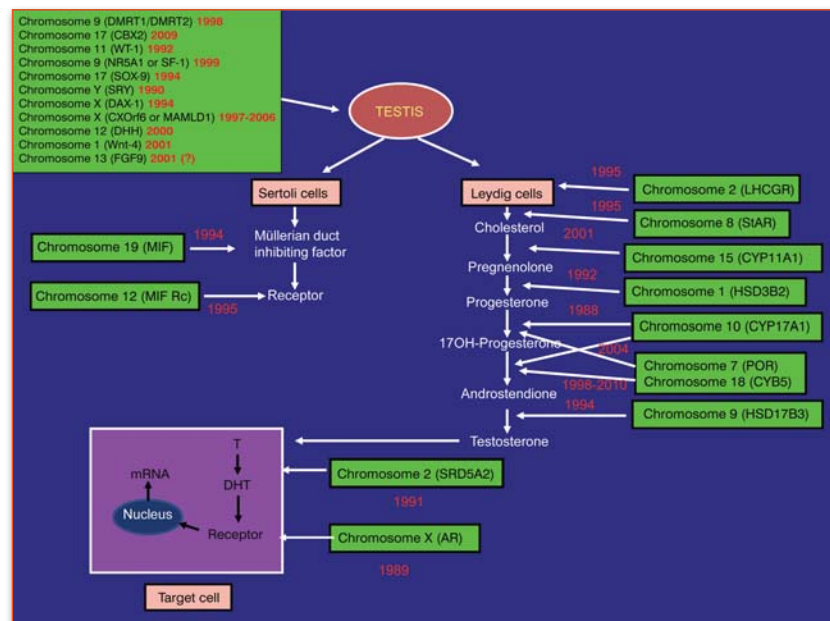 Chromosome 9 (DMRT1/DMRT2) 1998
Chromosome 17 (CBX2) 2009
Chromosome 11 (WT-1) 1992
Chromosome 9 (NR5A1 or SF-1) 1999
Chromosome 17 (SOX-9) 1994
Chromosome Y (SRY) 1990
Chromosome X (DAX-1) 1994
Chromosome X (CXOrf6 or MAMLD1) 1997-2006
Chromosome 12 (DHH) 2000
Chromosome 1 (Wnt-4) 2001
Chromosome 13 (FGF9) 2001 (?)
TESTIS
Sertoli cells
Leydig cells
1995
Chromosome 2 (LHCGR)
1995
Chromosome 8 (StAR)
Cholesterol
2001
Chromosome 19 (MIF)
1994
Müllerian duct
inhibiting factor
Chromosome 15 (CYP11A1)
Pregnenolone
1992
Chromosome 12 (MIF Rc)
1995
Receptor
Chromosome 1 (HSD3B2)
Progesterone
1988
Chromosome 10 (CYP17A1)
17OH-Progesterone
2004
Chromosome 7 (POR)
Chromosome 18 (CYB5)
1998-2010
Androstendione
1994
Chromosome 9 (HSD17B3)
Testosterone
T
mRNA
DHT
Chromosome 2 (SRD5A2)
1991
Nucleus
Receptor
Chromosome X (AR)
1989
Target cell